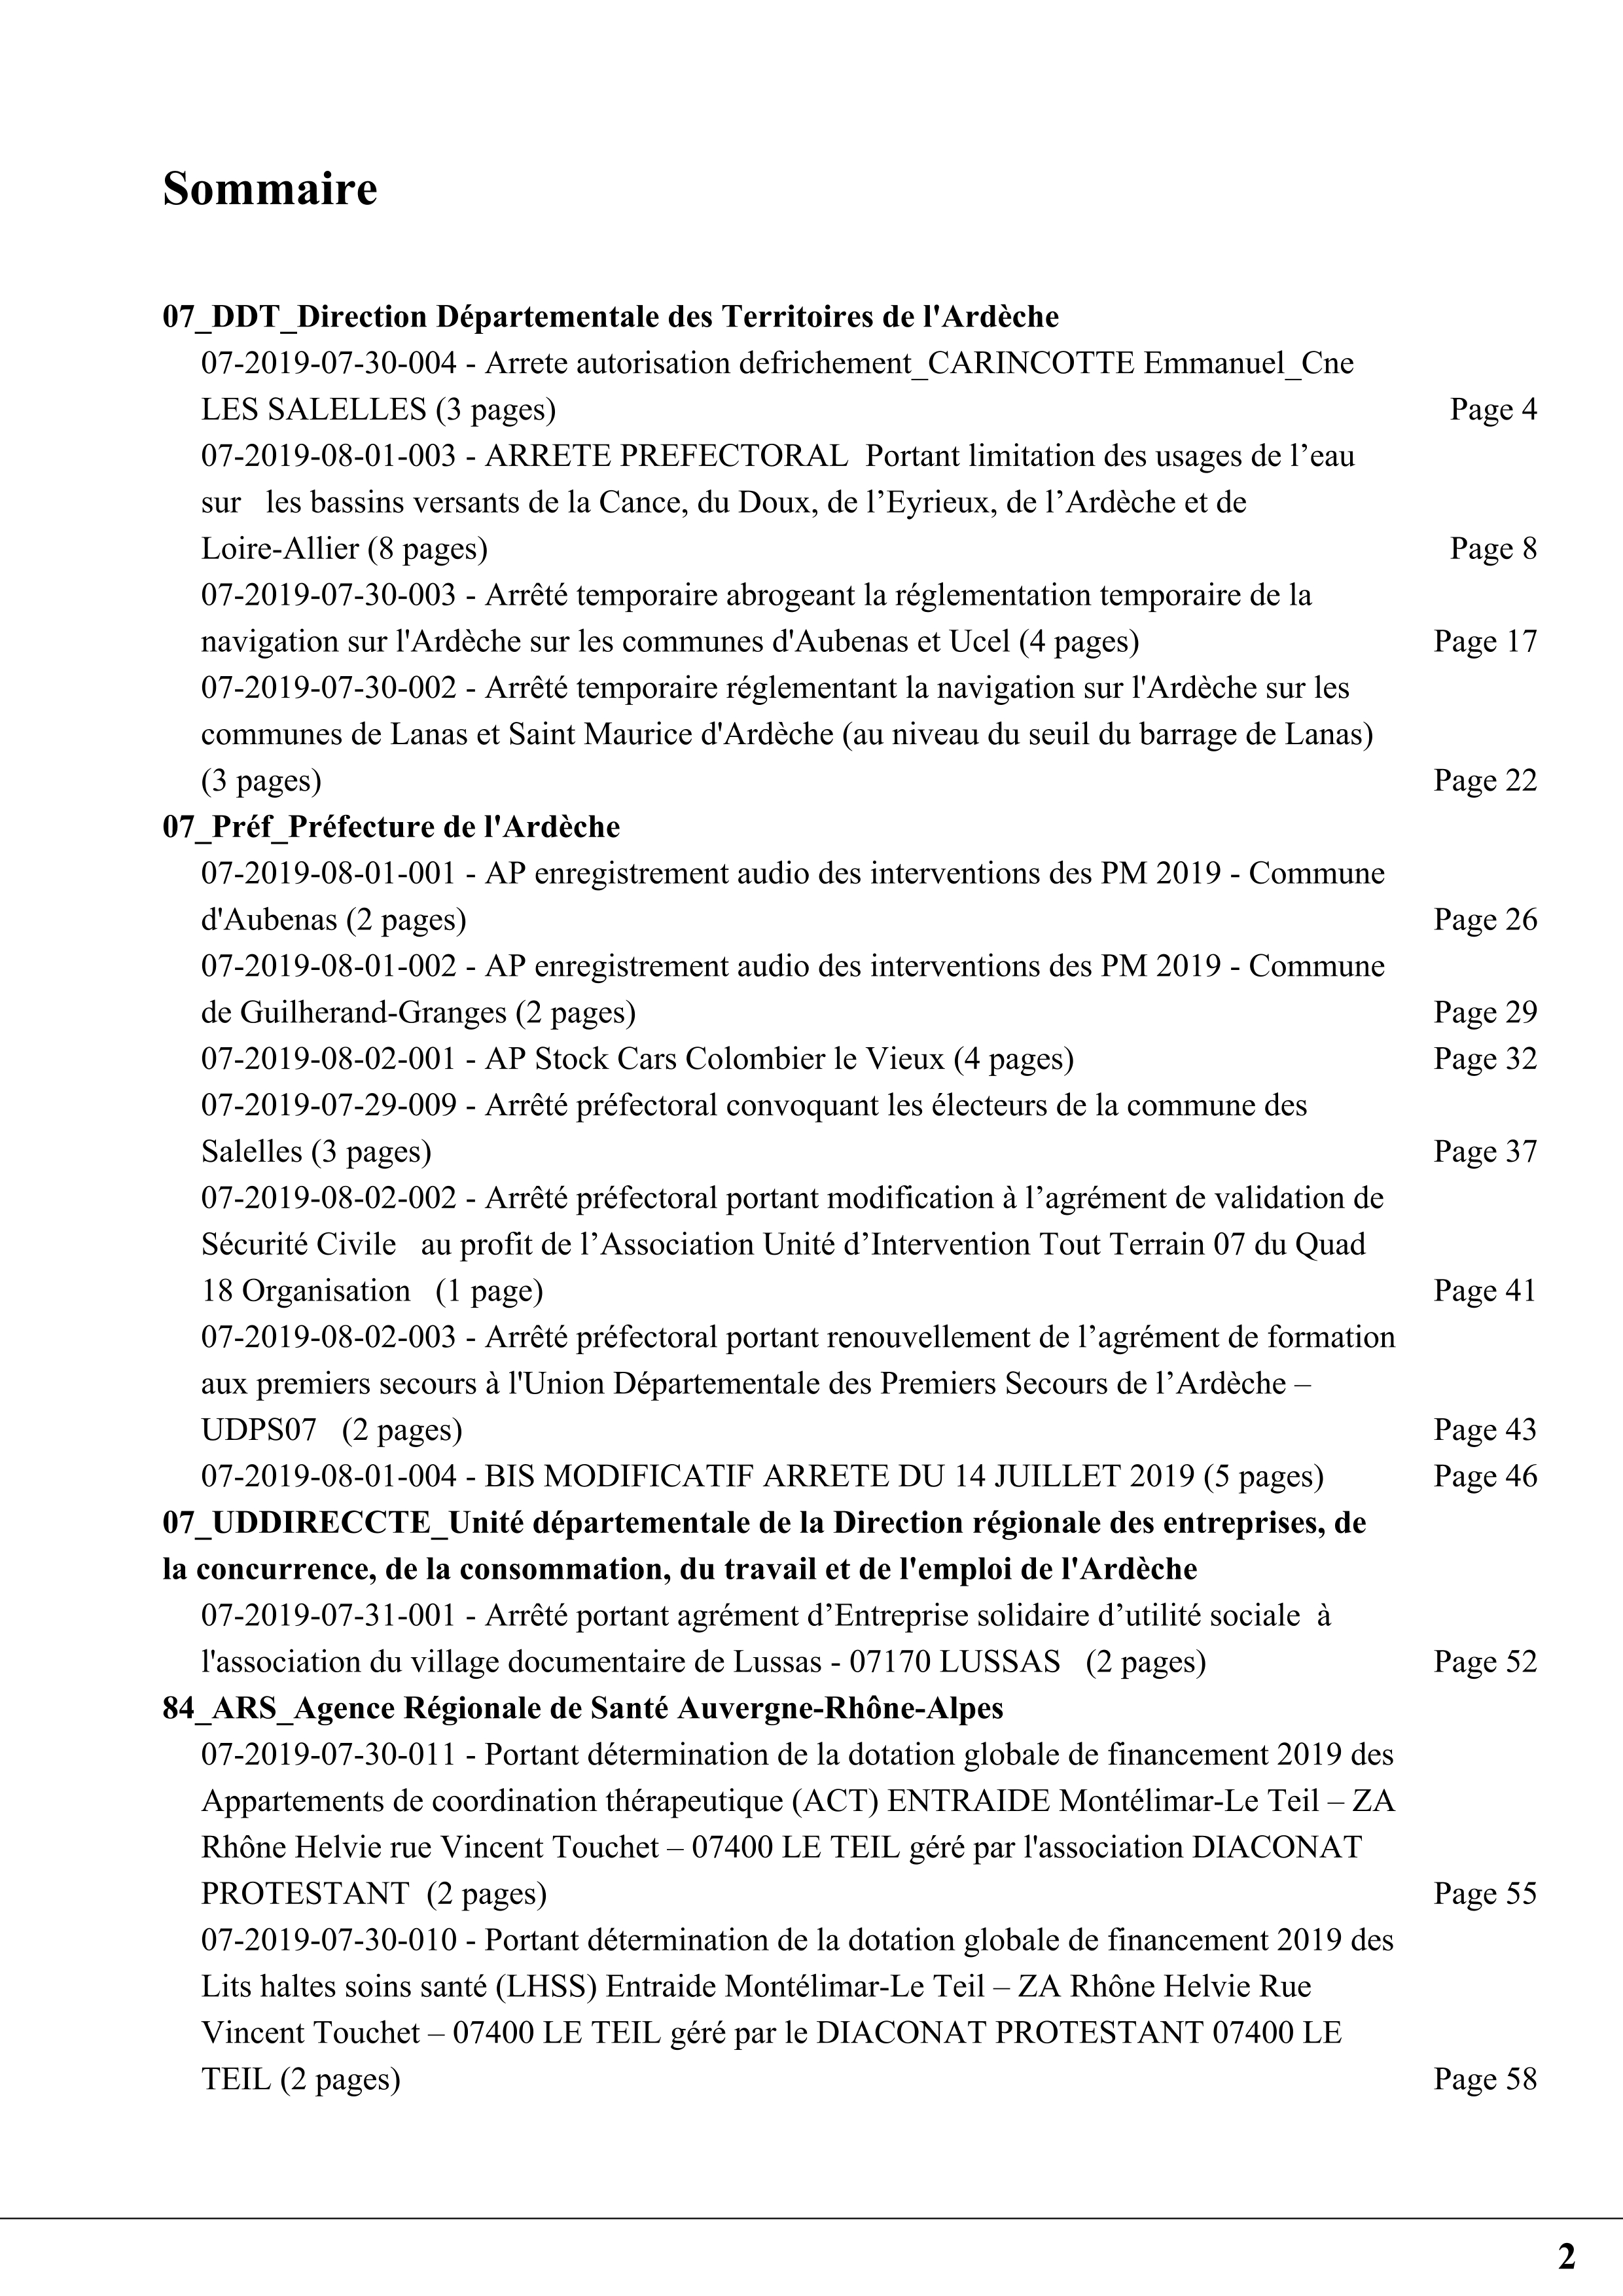 Sommaire
07_DDT_Direction Départementale des Territoires de l'Ardèche
07-2019-07-30-004 - Arrete autorisation defrichement_CARINCOTTE Emmanuel_Cne
LES SALELLES (3 pages) Page 4
07-2019-08-01-003 - ARRETE PREFECTORAL  Portant limitation des usages de l’eau
sur   les bassins versants de la Cance, du Doux, de l’Eyrieux, de l’Ardèche et de
Loire-Allier (8 pages) Page 8
07-2019-07-30-003 - Arrêté temporaire abrogeant la réglementation temporaire de la
navigation sur l'Ardèche sur les communes d'Aubenas et Ucel (4 pages) Page 17
07-2019-07-30-002 - Arrêté temporaire réglementant la navigation sur l'Ardèche sur les
communes de Lanas et Saint Maurice d'Ardèche (au niveau du seuil du barrage de Lanas)
(3 pages) Page 22
07_Préf_Préfecture de l'Ardèche
07-2019-08-01-001 - AP enregistrement audio des interventions des PM 2019 - Commune
d'Aubenas (2 pages) Page 26
07-2019-08-01-002 - AP enregistrement audio des interventions des PM 2019 - Commune
de Guilherand-Granges (2 pages) Page 29
07-2019-08-02-001 - AP Stock Cars Colombier le Vieux (4 pages) Page 32
07-2019-07-29-009 - Arrêté préfectoral convoquant les électeurs de la commune des
Salelles (3 pages) Page 37
07-2019-08-02-002 - Arrêté préfectoral portant modification à l’agrément de validation de
Sécurité Civile   au profit de l’Association Unité d’Intervention Tout Terrain 07 du Quad
18 Organisation   (1 page) Page 41
07-2019-08-02-003 - Arrêté préfectoral portant renouvellement de l’agrément de formation
aux premiers secours à l'Union Départementale des Premiers Secours de l’Ardèche –
UDPS07   (2 pages) Page 43
07-2019-08-01-004 - BIS MODIFICATIF ARRETE DU 14 JUILLET 2019 (5 pages) Page 46
07_UDDIRECCTE_Unité départementale de la Direction régionale des entreprises, de
la concurrence, de la consommation, du travail et de l'emploi de l'Ardèche
07-2019-07-31-001 - Arrêté portant agrément d’Entreprise solidaire d’utilité sociale  à
l'association du village documentaire de Lussas - 07170 LUSSAS   (2 pages) Page 52
84_ARS_Agence Régionale de Santé Auvergne-Rhône-Alpes
07-2019-07-30-011 - Portant détermination de la dotation globale de financement 2019 des
Appartements de coordination thérapeutique (ACT) ENTRAIDE Montélimar-Le Teil – ZA
Rhône Helvie rue Vincent Touchet – 07400 LE TEIL géré par l'association DIACONAT
PROTESTANT  (2 pages) Page 55
07-2019-07-30-010 - Portant détermination de la dotation globale de financement 2019 des
Lits haltes soins santé (LHSS) Entraide Montélimar-Le Teil – ZA Rhône Helvie Rue
Vincent Touchet – 07400 LE TEIL géré par le DIACONAT PROTESTANT 07400 LE
TEIL (2 pages) Page 58
2